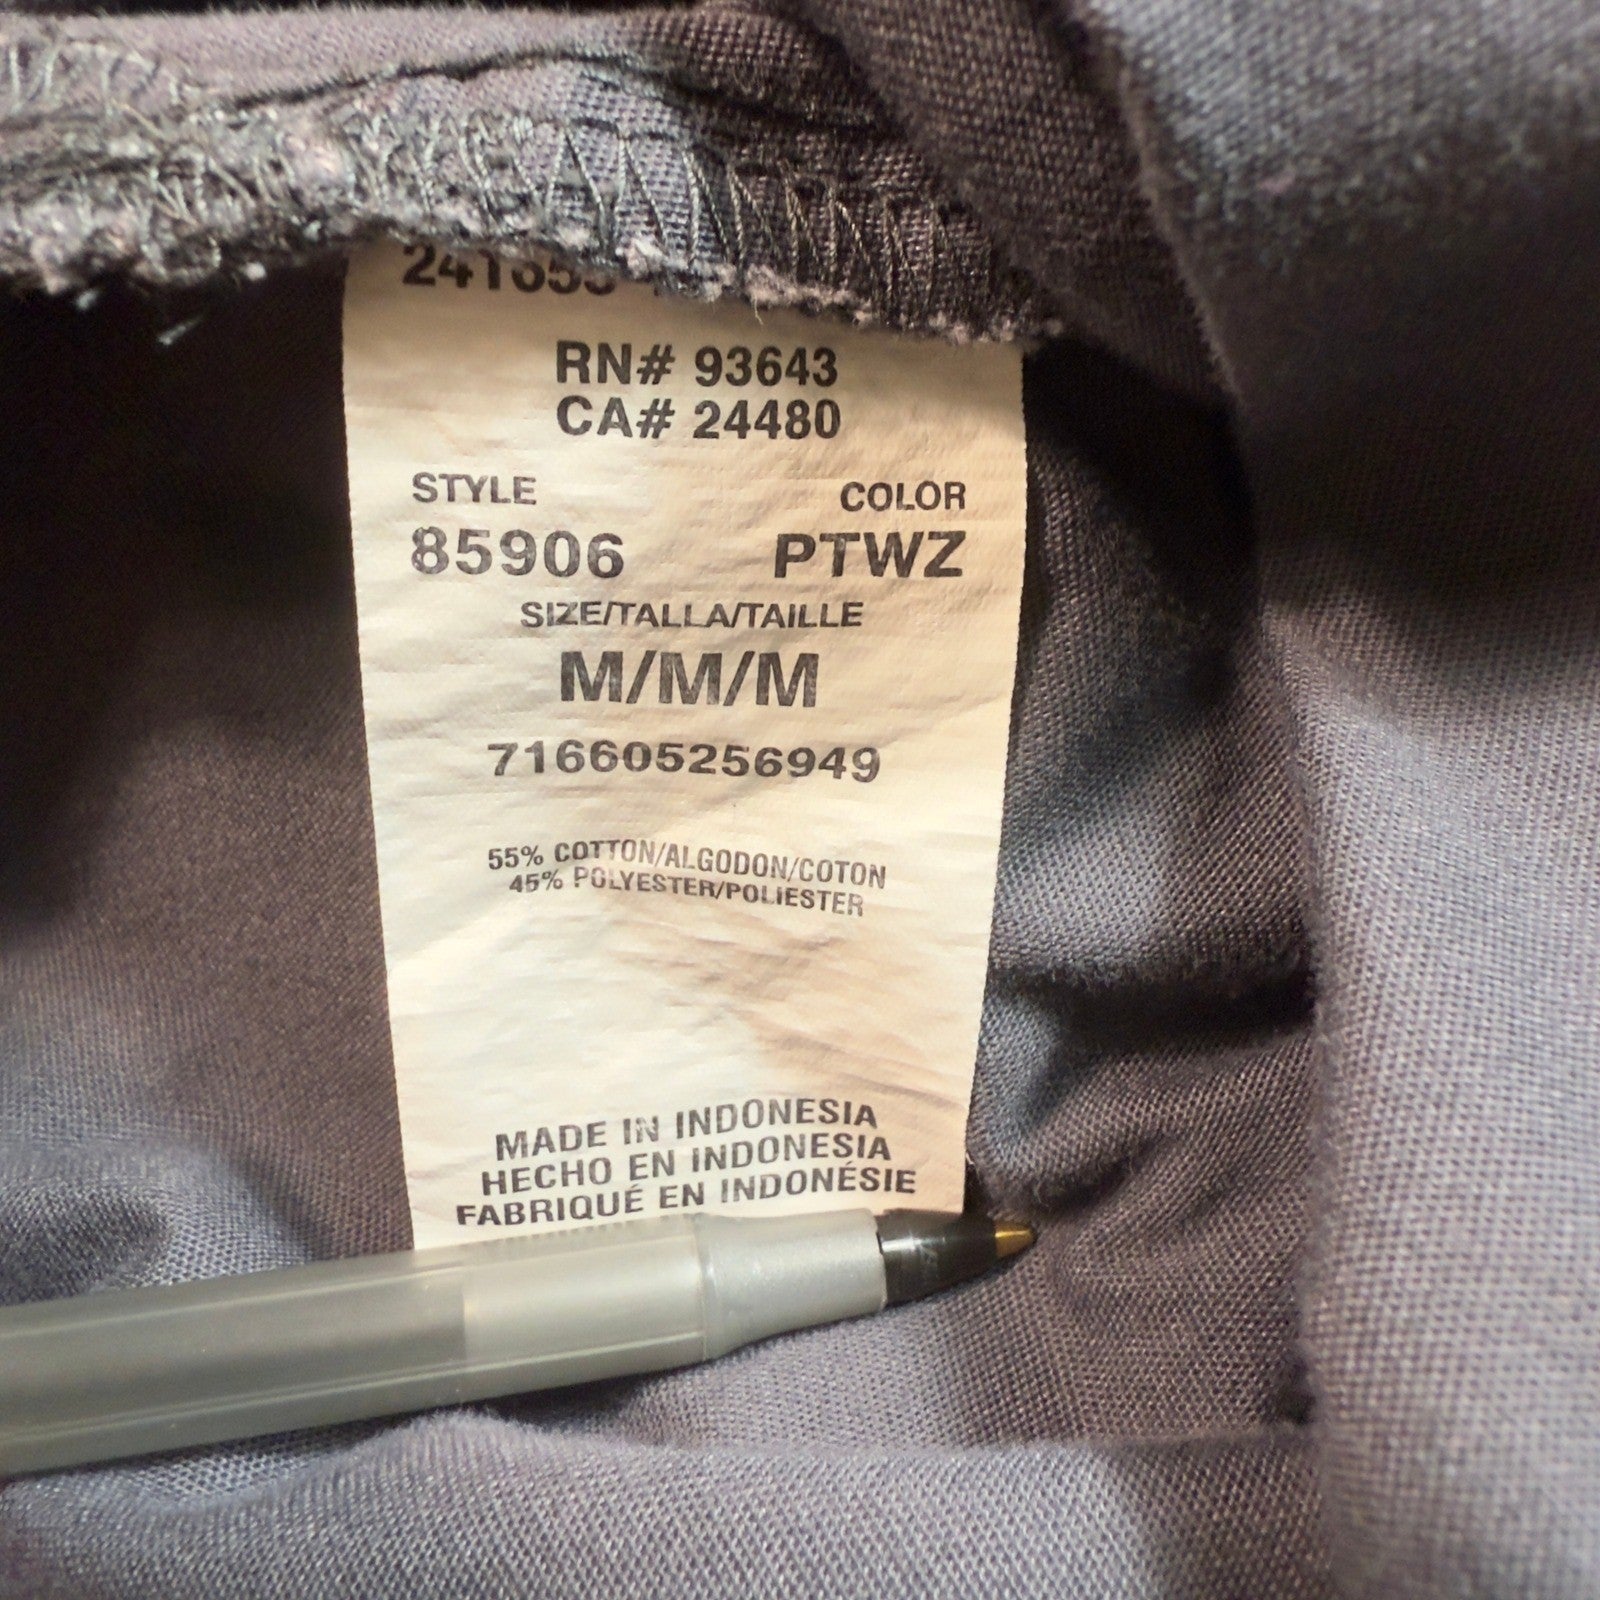 RN# 93643
CA# 24480
STYLE COLOR
85906 PTWZ
SIZE/TALLA/TAILLE
M/M/M
716605256949
55% COTTON/ALGODON/COTON
45% POLYESTER/POLIESTER
MADE IN INDONESIA
HECHO EN INDONESIA
FABRIQUÉ EN INDONÉSIE